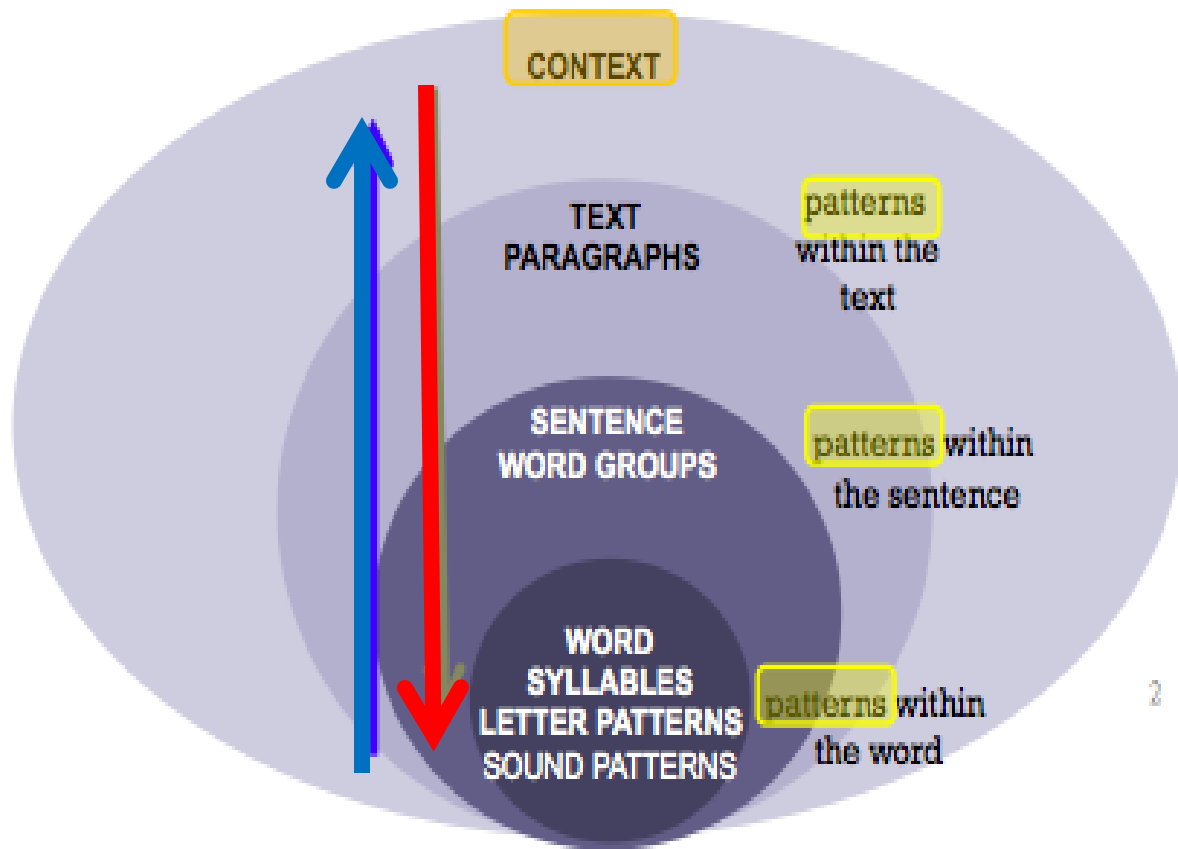 CONTEXT
TEXT
PARAGRAPHS
patterns
within the
text
SENTENCE
WORD GROUPS
patterns within
the sentence
WORD
SYLLABLES
LETTER PATTERNS
SOUND PATTERNS
patterns within
the word
2